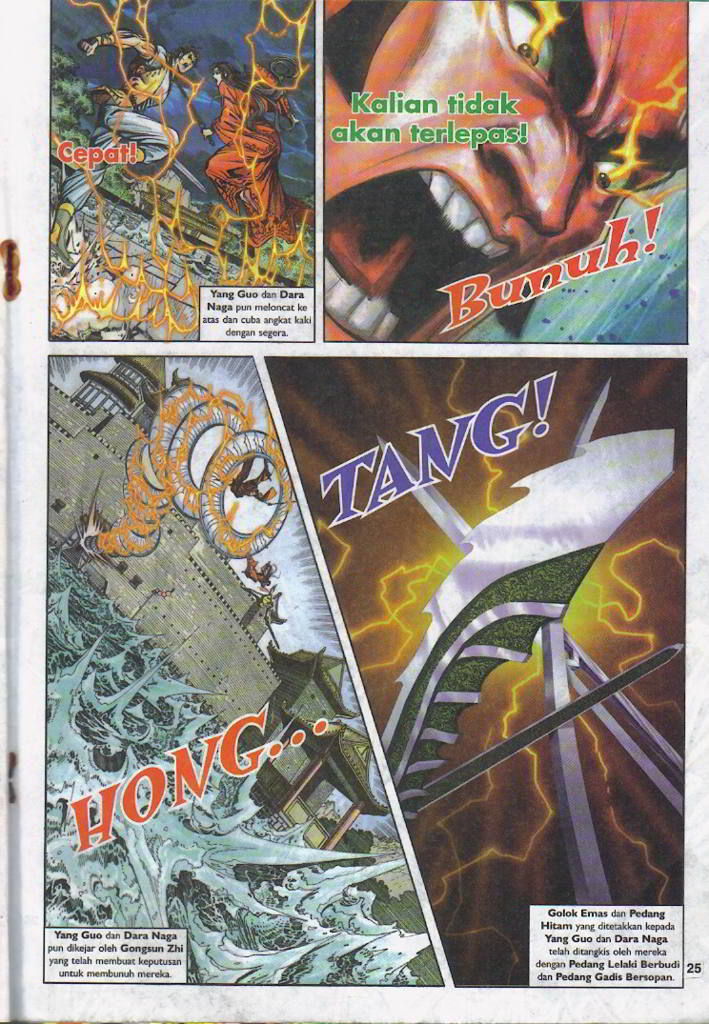 Cepat!
Yang Guo dan Dara
Naga pun meloncat ke
atas dan cuba angkat kaki
dengan segera.
Kalian tidak
akan terlepas!
Bunuh!
HONG...
Yang Guo dan Dara Naga
pun dikejar oleh Gongsun Zhi
yang telah membuat keputusan
untuk membunuh mereka.
TANG!
Golok Emas dan Pedang
Hitam yang ditetakkan kepada
Yang Guo dan Dara Naga
telah ditangkis oleh mereka
dengan Pedang Lelaki Berbudi
dan Pedang Gadis Bersopan.
25